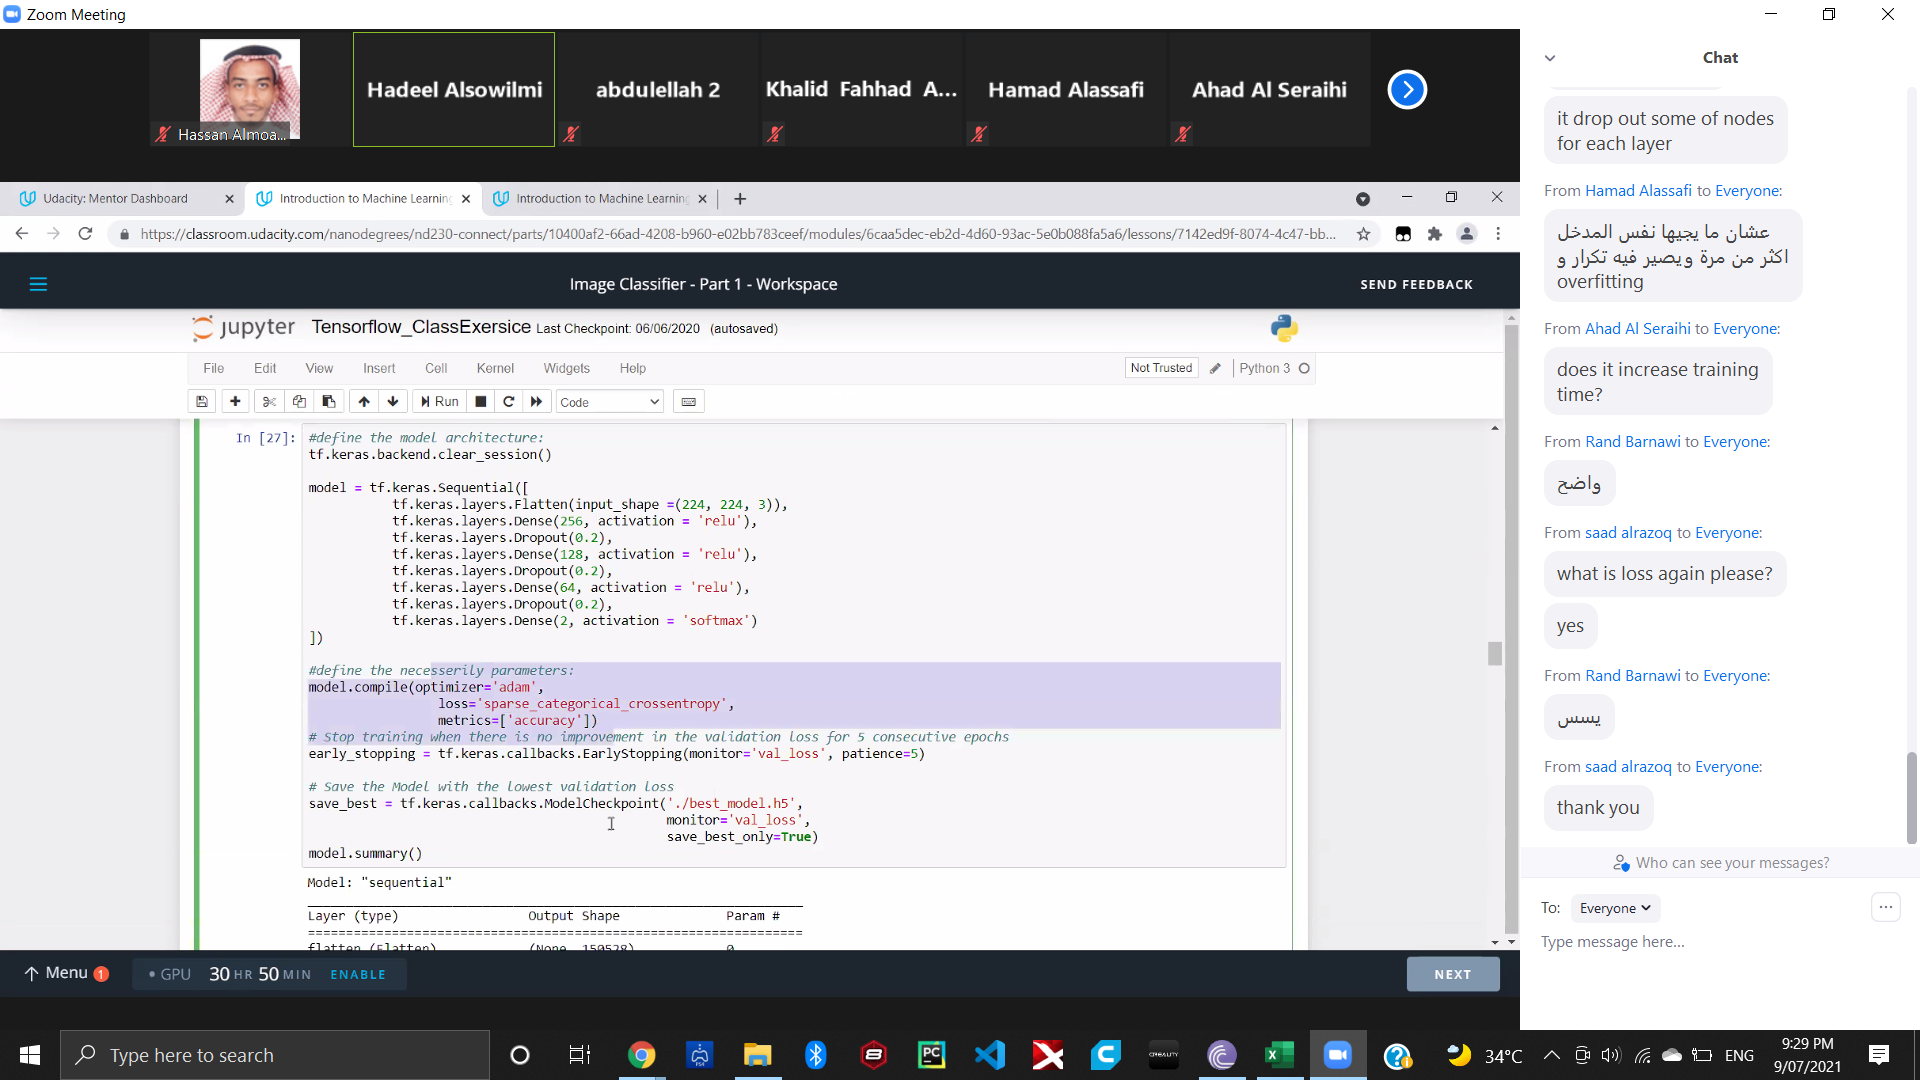 Zoom Meeting
Hassan Almoa...
Hadeel Alsowilmi
abdulellah 2
Khalid Fahhad A...
Hamad Alassafi
Ahad Al Seraihi
Udacity: Mentor Dashboard
Introduction to Machine Learning
Introduction to Machine Learning
https://classroom.udacity.com/nanodegrees/nd230-connect/parts/10400af2-66ad-4208-b960-e02bb783ceef/modules/6caa5dec-eb2d-4d60-93ac-5e0b088fa5a6/lessons/7142ed9f-8074-4c47-bb...
Image Classifier - Part 1 - Workspace
SEND FEEDBACK
jupyter Tensorflow_ClassExersice Last Checkpoint: 06/06/2020 (autosaved)
File Edit View Insert Cell Kernel Widgets Help
Not Trusted Python 3
Run Code
In [27]:
#define the model architecture:
tf.keras.backend.clear_session()
model = tf.keras.Sequential([
tf.keras.layers.Flatten(input_shape =(224, 224, 3)),
tf.keras.layers.Dense(256, activation = 'relu'),
tf.keras.layers.Dropout(0.2),
tf.keras.layers.Dense(128, activation = 'relu'),
tf.keras.layers.Dropout(0.2),
tf.keras.layers.Dense(64, activation = 'relu'),
tf.keras.layers.Dropout(0.2),
tf.keras.layers.Dense(2, activation = 'softmax')
])
#define the necesserily parameters:
model.compile(optimizer='adam',
loss='sparse_categorical_crossentropy',
metrics=['accuracy'])
# Stop training when there is no improvement in the validation loss for 5 consecutive epochs
early_stopping = tf.keras.callbacks.EarlyStopping(monitor='val_loss', patience=5)
# Save the Model with the lowest validation loss
save_best = tf.keras.callbacks.ModelCheckpoint('./best_model.h5',
monitor='val_loss',
save_best_only=True)
model.summary()
Model: "sequential"
Layer (type) Output Shape Param #
flatten (Flatten) (None, 150528) 0
Menu 1
GPU 30 HR 50 MIN ENABLE
NEXT
Chat
it drop out some of nodes
for each layer
From Hamad Alassafi to Everyone:
عشان ما يجيها نفس المدخل
اكثر من مرة ويصير فيه تكرار و
overfitting
From Ahad Al Seraihi to Everyone:
does it increase training
time?
From Rand Barnawi to Everyone:
واضح
From saad alrazoq to Everyone:
what is loss again please?
yes
From Rand Barnawi to Everyone:
يسس
From saad alrazoq to Everyone:
thank you
Who can see your messages?
To: Everyone
Type message here...
Type here to search
PC
CREALITY
34°C
ENG
9:29 PM
9/07/2021